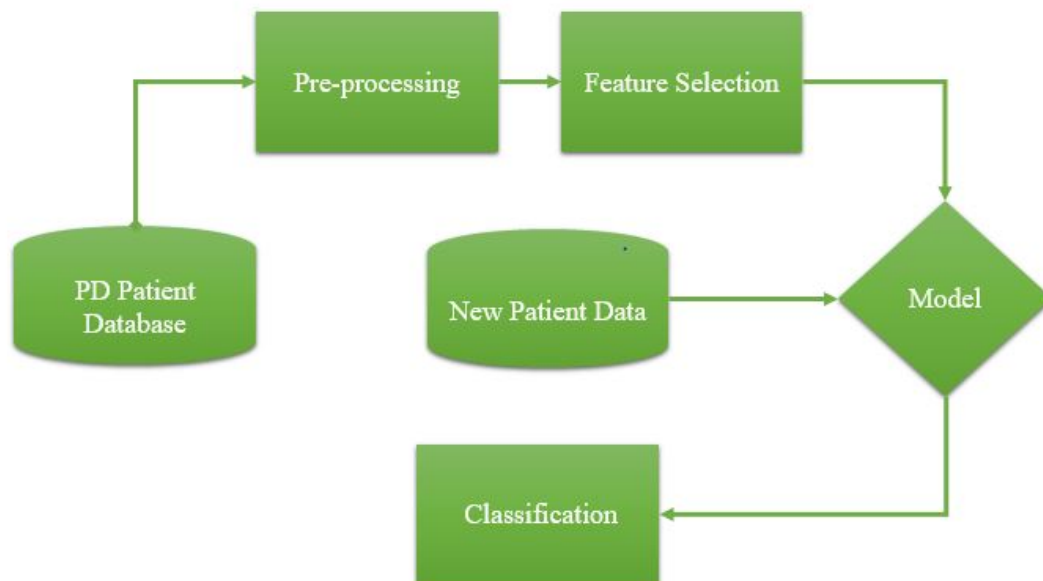 Pre-processing
Feature Selection
PD Patient
Database
New Patient Data
Model
Classification